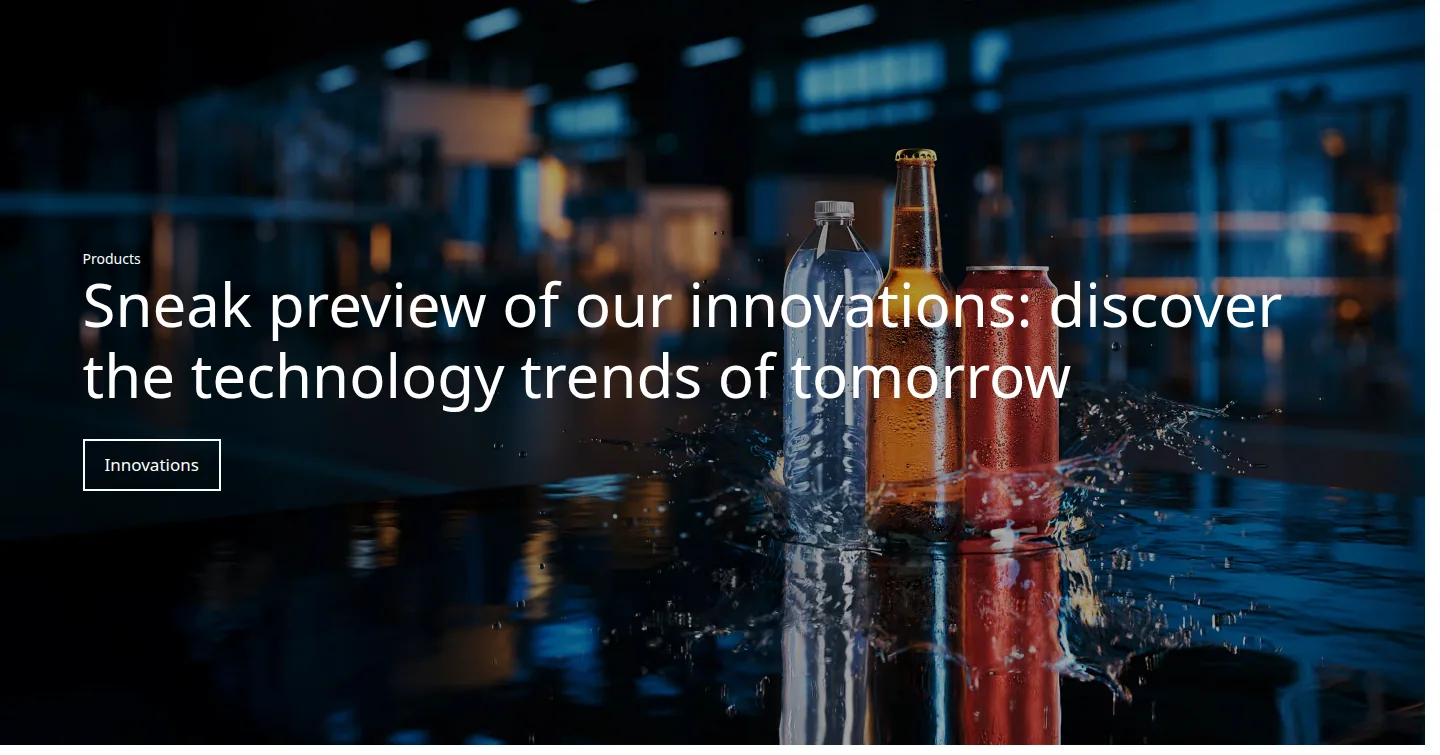 Products
Sneak preview of our innovations: discover
the technology trends of tomorrow
Innovations